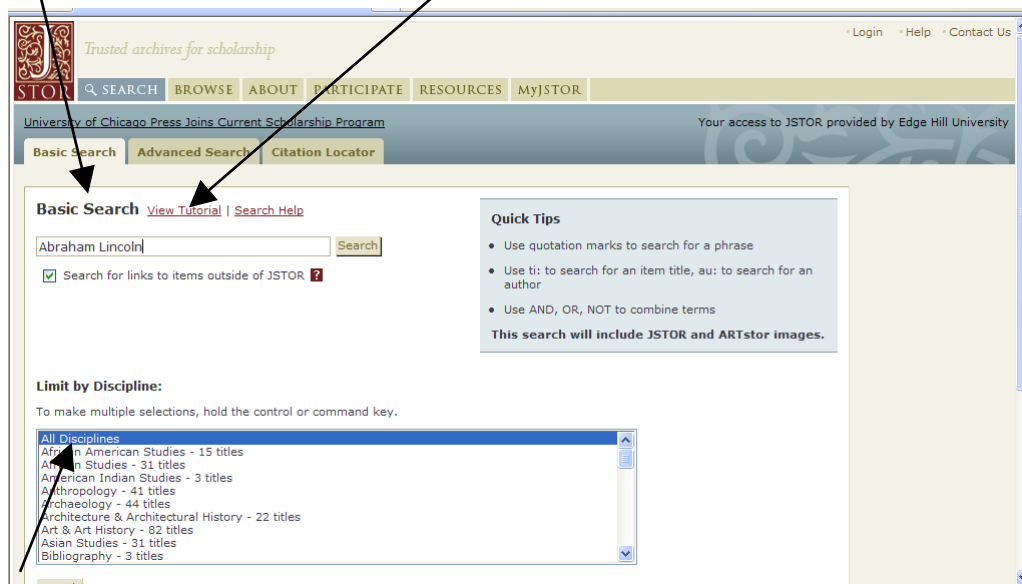 Login Help Contact Us
Trusted archives for scholarship
JSTOR
SEARCH BROWSE ABOUT PARTICIPATE RESOURCES MyJSTOR
University of Chicago Press Joins Current Scholarship Program
Your access to JSTOR provided by Edge Hill University
Basic Search Advanced Search Citation Locator
Basic Search View Tutorial | Search Help
Abraham Lincoln Search
Search for links to items outside of JSTOR ?
Quick Tips
• Use quotation marks to search for a phrase
• Use ti: to search for an item title, au: to search for an
author
• Use AND, OR, NOT to combine terms
This search will include JSTOR and ARTstor images.
Limit by Discipline:
To make multiple selections, hold the control or command key.
All Disciplines
African American Studies - 15 titles
African Studies - 31 titles
American Indian Studies - 3 titles
Anthropology - 41 titles
Archaeology - 44 titles
Architecture & Architectural History - 22 titles
Art & Art History - 82 titles
Asian Studies - 31 titles
Bibliography - 3 titles